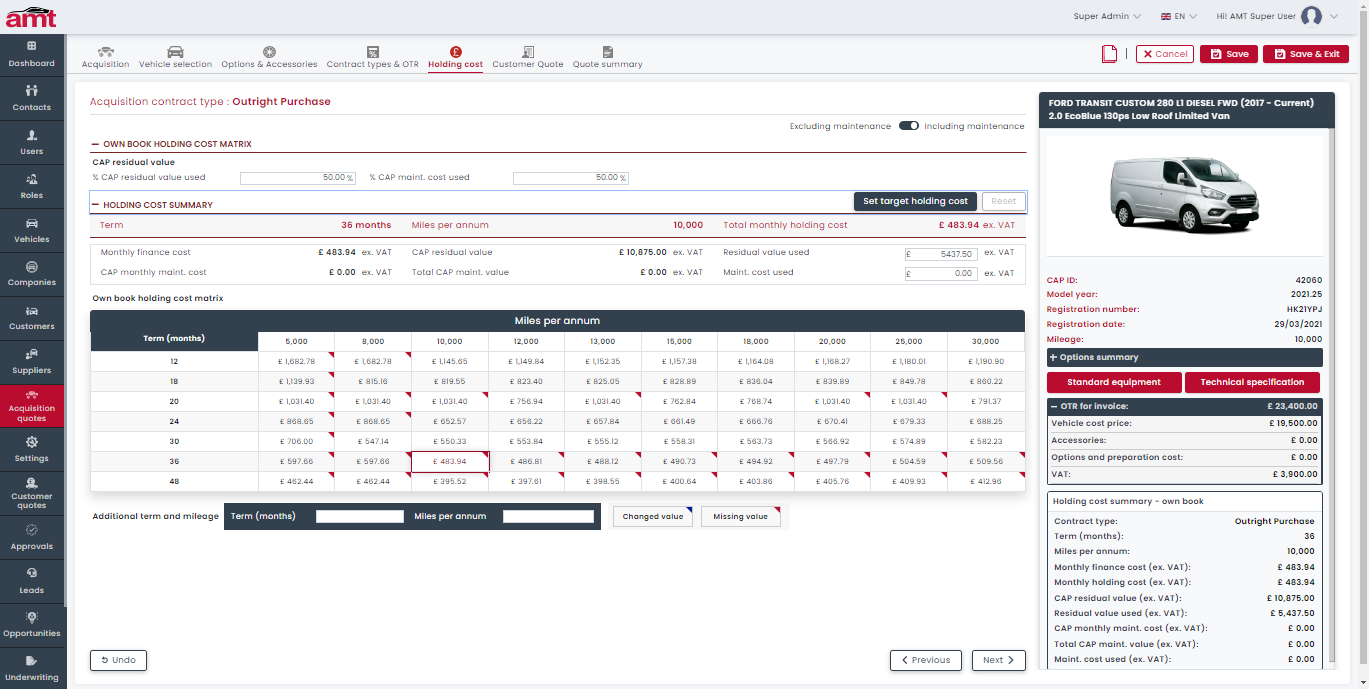 amt
Super Admin
EN
Hi! AMT Super User
Dashboard
Contacts
Users
Roles
Vehicles
Companies
Customers
Suppliers
Acquisition
quotes
Settings
Customer
quotes
Approvals
Leads
Opportunities
Underwriting
Acquisition Vehicle selection Options & Accessories Contract types & OTR Holding cost Customer Quote Quote summary
Cancel Save Save & Exit
Acquisition contract type : Outright Purchase
Excluding maintenance Including maintenance
OWN BOOK HOLDING COST MATRIX
CAP residual value
% CAP residual value used 50.00 % % CAP maint. cost used 50.00 %
HOLDING COST SUMMARY Set target holding cost Reset
Term 36 months Miles per annum 10,000 Total monthly holding cost £ 483.94 ex. VAT
Monthly finance cost £ 483.94 ex. VAT CAP residual value £ 10,875.00 ex. VAT Residual value used £ 5437.50 ex. VAT
CAP monthly maint. cost £ 0.00 ex. VAT Total CAP maint. value £ 0.00 ex. VAT Maint. cost used £ 0.00 ex. VAT
Own book holding cost matrix
Miles per annum
Term (months) 5,000 8,000 10,000 12,000 13,000 15,000 18,000 20,000 25,000 30,000
12 £ 1,682.78 £ 1,682.78 £ 1,145.65 £ 1,149.84 £ 1,152.35 £ 1,157.38 £ 1,164.08 £ 1,168.27 £ 1,180.01 £ 1,190.90
18 £ 1,139.93 £ 815.16 £ 819.55 £ 823.40 £ 825.05 £ 828.89 £ 836.04 £ 839.89 £ 849.78 £ 860.22
20 £ 1,031.40 £ 1,031.40 £ 1,031.40 £ 756.94 £ 1,031.40 £ 762.84 £ 768.74 £ 1,031.40 £ 1,031.40 £ 791.37
24 £ 868.65 £ 868.65 £ 652.57 £ 656.22 £ 657.84 £ 661.49 £ 666.76 £ 670.41 £ 679.33 £ 688.25
30 £ 706.00 £ 547.14 £ 550.33 £ 553.84 £ 555.12 £ 558.31 £ 563.73 £ 566.92 £ 574.89 £ 582.23
36 £ 597.66 £ 597.66 £ 483.94 £ 486.81 £ 488.12 £ 490.73 £ 494.92 £ 497.79 £ 504.59 £ 509.56
48 £ 462.44 £ 462.44 £ 395.52 £ 397.61 £ 398.55 £ 400.64 £ 403.86 £ 405.76 £ 409.93 £ 412.96
Additional term and mileage Term (months) Miles per annum Changed value Missing value
Undo Previous Next
FORD TRANSIT CUSTOM 280 L1 DIESEL FWD (2017 - Current)
2.0 EcoBlue 130ps Low Roof Limited Van
CAP ID: 42060
Model year: 2021.25
Registration number: HK21YPJ
Registration date: 29/03/2021
Mileage: 10,000
Options summary
Standard equipment Technical specification
OTR for invoice: £ 23,400.00
Vehicle cost price: £ 19,500.00
Accessories: £ 0.00
Options and preparation cost: £ 0.00
VAT: £ 3,900.00
Holding cost summary - own book
Contract type: Outright Purchase
Term (months): 36
Miles per annum: 10,000
Monthly finance cost (ex. VAT): £ 483.94
Monthly holding cost (ex. VAT): £ 483.94
CAP residual value (ex. VAT): £ 10,875.00
Residual value used (ex. VAT): £ 5,437.50
CAP monthly maint. cost (ex. VAT): £ 0.00
Total CAP maint. value (ex. VAT): £ 0.00
Maint. cost used (ex. VAT): £ 0.00